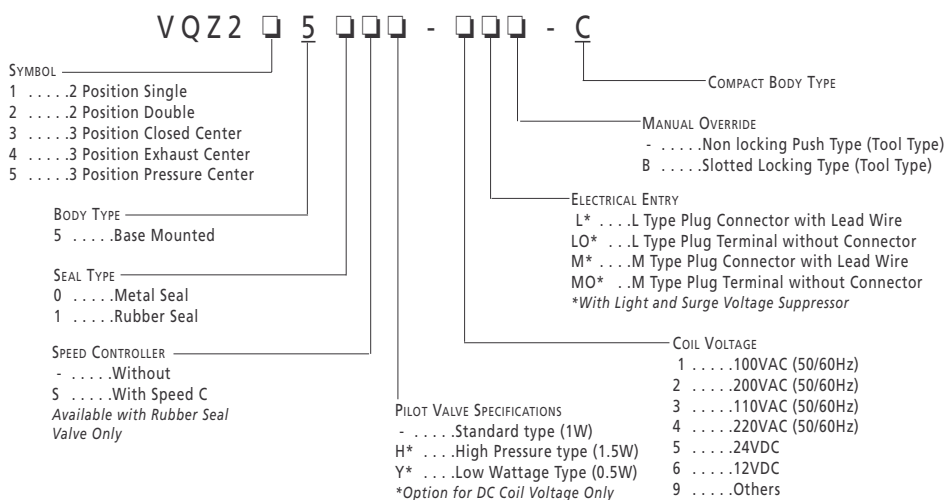 VQZ2 ❑ 5 ❑❑❑ - ❑❑❑ - C
SYMBOL
1 . . . . .2 Position Single
2 . . . . .2 Position Double
3 . . . . .3 Position Closed Center
4 . . . . .3 Position Exhaust Center
5 . . . . .3 Position Pressure Center
BODY TYPE
5 . . . . .Base Mounted
SEAL TYPE
0 . . . . .Metal Seal
1 . . . . .Rubber Seal
SPEED CONTROLLER
- . . . . .Without
S . . . . .With Speed C
Available with Rubber Seal
Valve Only
PILOT VALVE SPECIFICATIONS
- . . . . .Standard type (1W)
H* . . . .High Pressure type (1.5W)
Y* . . . .Low Wattage Type (0.5W)
*Option for DC Coil Voltage Only
COIL VOLTAGE
1 . . . . .100VAC (50/60Hz)
2 . . . . .200VAC (50/60Hz)
3 . . . . .110VAC (50/60Hz)
4 . . . . .220VAC (50/60Hz)
5 . . . . .24VDC
6 . . . . .12VDC
9 . . . . .Others
ELECTRICAL ENTRY
L* . . . .L Type Plug Connector with Lead Wire
LO* . . .L Type Plug Terminal without Connector
M* . . . .M Type Plug Connector with Lead Wire
MO* . .M Type Plug Terminal without Connector
*With Light and Surge Voltage Suppressor
MANUAL OVERRIDE
- . . . . .Non locking Push Type (Tool Type)
B . . . . .Slotted Locking Type (Tool Type)
COMPACT BODY TYPE